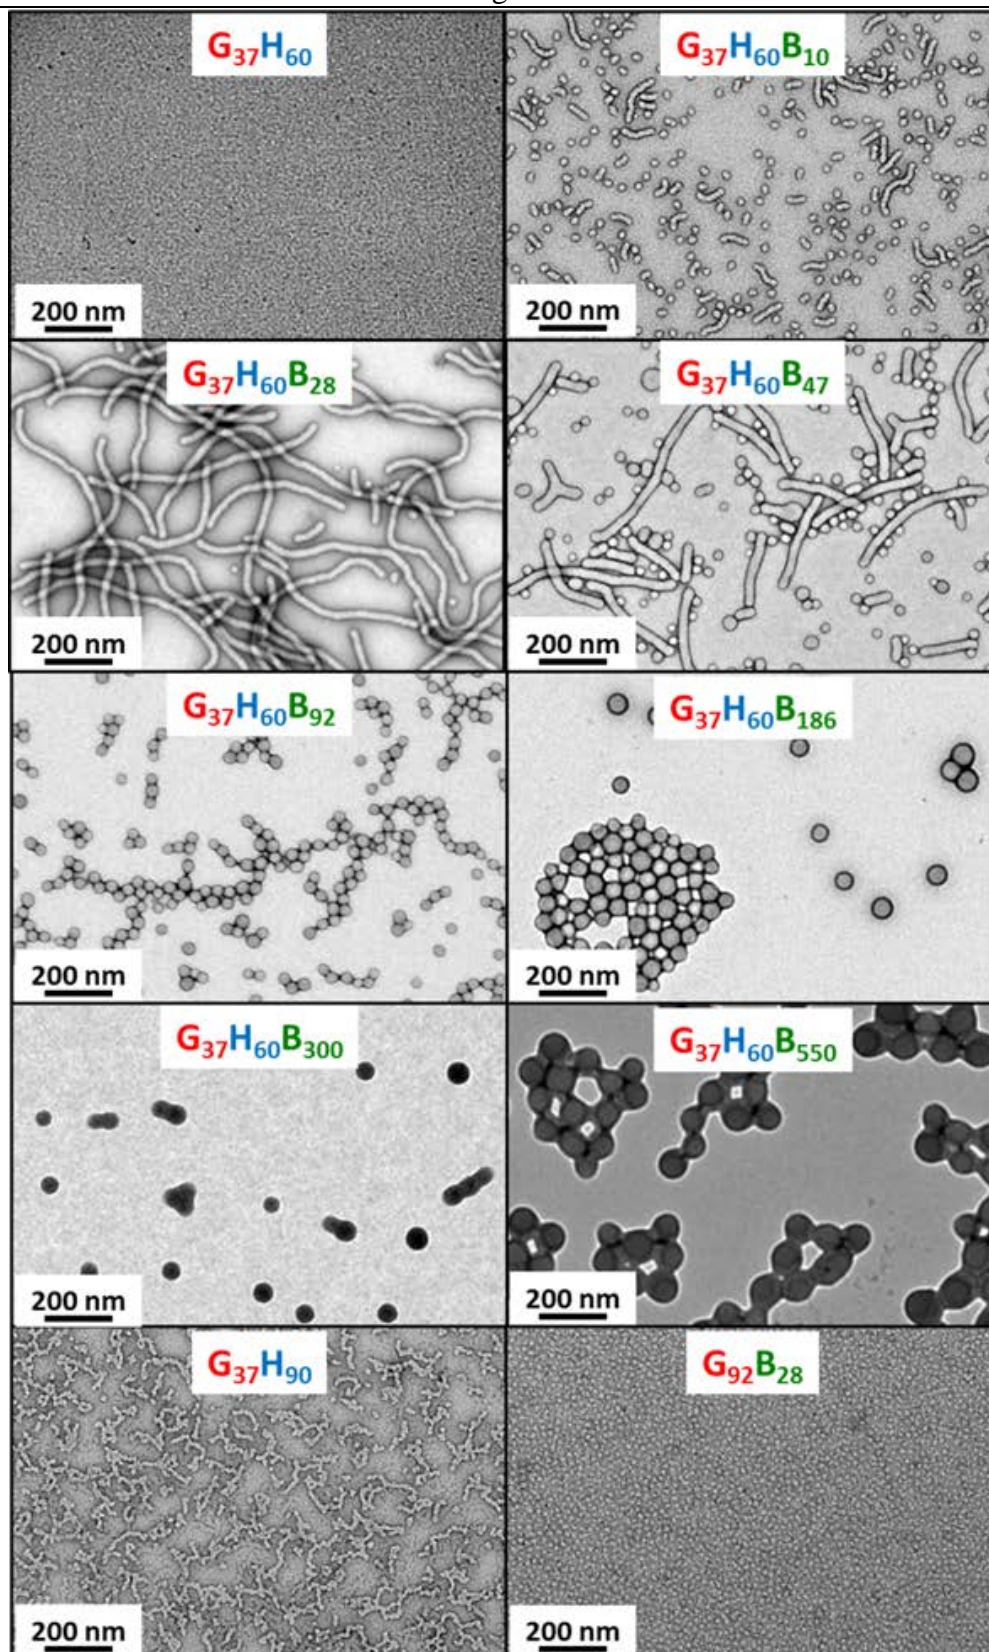 G₃₇H₆₀
G₃₇H₆₀B₁₀
200 nm
200 nm
G₃₇H₆₀B₂₈
G₃₇H₆₀B₄₇
200 nm
200 nm
G₃₇H₆₀B₉₂
G₃₇H₆₀B₁₈₆
200 nm
200 nm
G₃₇H₆₀B₃₀₀
G₃₇H₆₀B₅₅₀
200 nm
200 nm
G₃₇H₉₀
G₉₂B₂₈
200 nm
200 nm